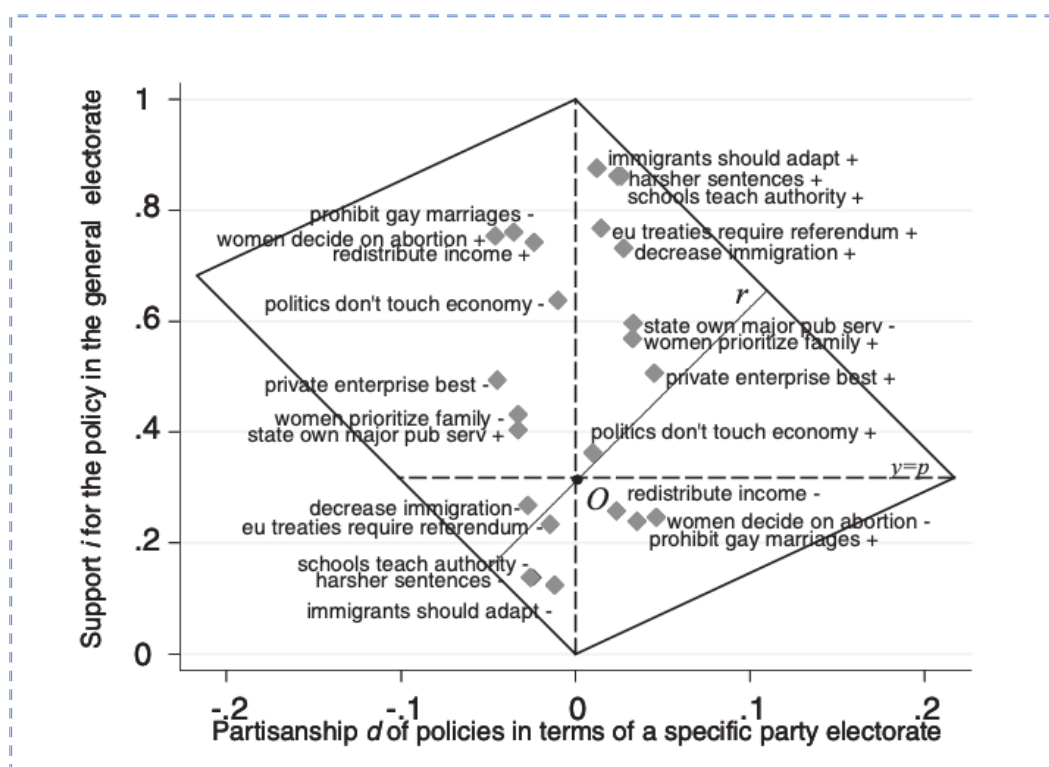 Support i for the policy in the general electorate
1
.8
.6
.4
.2
0
immigrants should adapt +
harsher sentences +
schools teach authority +
prohibit gay marriages -
women decide on abortion +
redistribute income +
eu treaties require referendum +
decrease immigration +
politics don't touch economy -
r
state own major pub serv -
women prioritize family +
private enterprise best -
private enterprise best +
women prioritize family -
state own major pub serv +
politics don't touch economy +
y=p
O
redistribute income -
decrease immigration-
women decide on abortion -
eu treaties require referendum -
prohibit gay marriages +
schools teach authority -
harsher sentences -
immigrants should adapt -
-.2
-.1
0
.1
.2
Partisanship d of policies in terms of a specific party electorate